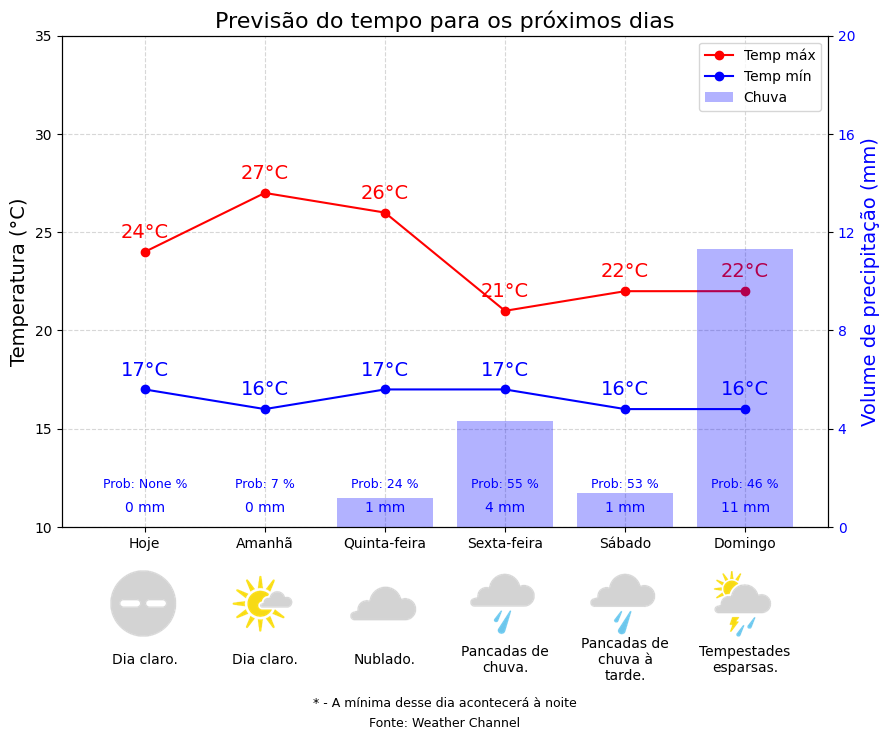 Previsão do tempo para os próximos dias
Temp máx
Temp mín
Chuva
Temperatura (°C)
Volume de precipitação (mm)
35
30
25
20
15
10
20
16
12
8
4
0
24°C
27°C
26°C
21°C
22°C
22°C
17°C
16°C
17°C
17°C
16°C
16°C
Prob: None %
Prob: 7 %
Prob: 24 %
Prob: 55 %
Prob: 53 %
Prob: 46 %
0 mm
0 mm
1 mm
4 mm
1 mm
11 mm
Hoje
Amanhã
Quinta-feira
Sexta-feira
Sábado
Domingo
Dia claro.
Dia claro.
Nublado.
Pancadas de
chuva.
Pancadas de
chuva à
tarde.
Tempestades
esparsas.
* - A mínima desse dia acontecerá à noite
Fonte: Weather Channel